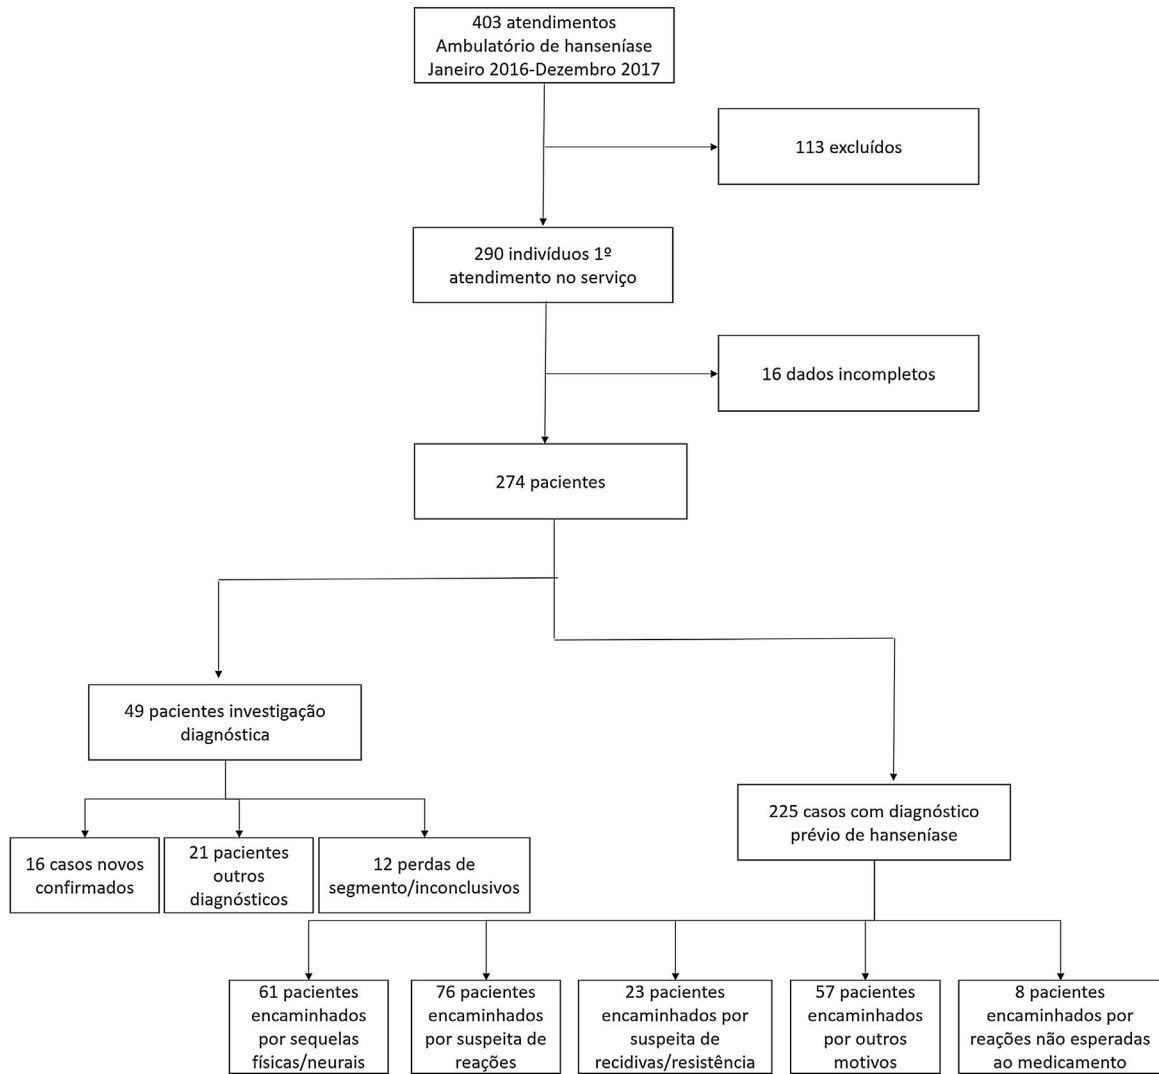 403 atendimentos
Ambulatório de hanseníase
Janeiro 2016-Dezembro 2017
113 excluídos
290 indivíduos 1º
atendimento no serviço
16 dados incompletos
274 pacientes
49 pacientes investigação
diagnóstica
225 casos com diagnóstico
prévio de hanseníase
16 casos novos
confirmados
21 pacientes
outros
diagnósticos
12 perdas de
segmento/inconclusivos
61 pacientes
encaminhados
por sequelas
físicas/neurais
76 pacientes
encaminhados
por suspeita de
reações
23 pacientes
encaminhados por
suspeita de
recidivas/resistência
57 pacientes
encaminhados
por outros
motivos
8 pacientes
encaminhados por
reações não esperadas
ao medicamento